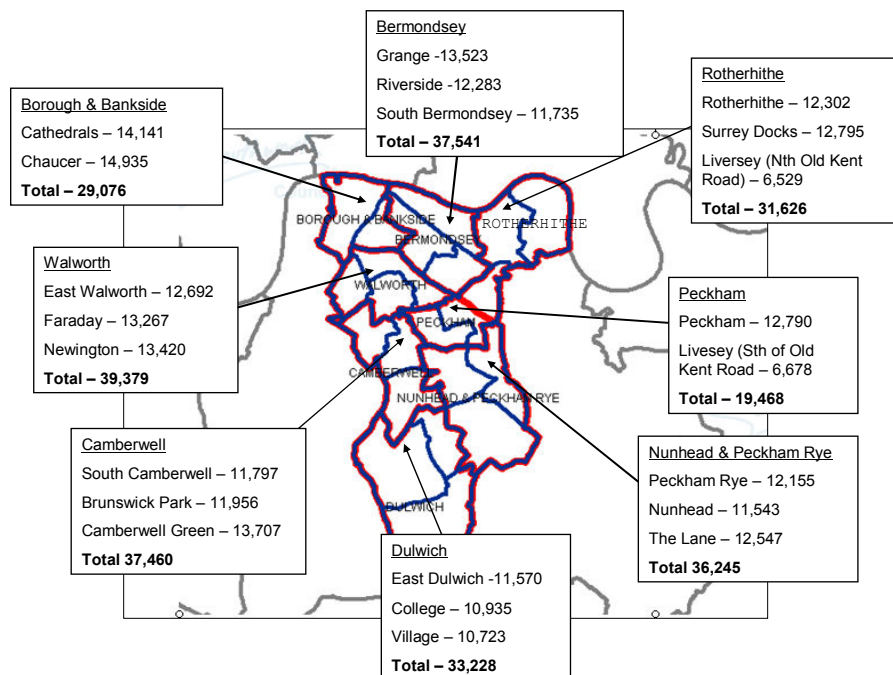 Bermondsey
Grange -13,523
Riverside -12,283
South Bermondsey – 11,735
Total – 37,541
Rotherhithe
Rotherhithe – 12,302
Surrey Docks – 12,795
Liversey (Nth Old Kent
Road) – 6,529
Total – 31,626
Borough & Bankside
Cathedrals – 14,141
Chaucer – 14,935
Total – 29,076
BOROUGH & BANKSIDE
ROTHERHITHE
BERMONDSEY
Walworth
East Walworth – 12,692
Faraday – 13,267
Newington – 13,420
Total – 39,379
WALWORTH
PECKHAM
Peckham
Peckham – 12,790
Livesey (Sth of Old
Kent Road – 6,678
Total – 19,468
CAMBERWELL
NUNHEAD & PECKHAM RYE
Camberwell
South Camberwell – 11,797
Brunswick Park – 11,956
Camberwell Green – 13,707
Total 37,460
Nunhead & Peckham Rye
Peckham Rye – 12,155
Nunhead – 11,543
The Lane – 12,547
Total 36,245
DULWICH
Dulwich
East Dulwich -11,570
College – 10,935
Village – 10,723
Total – 33,228